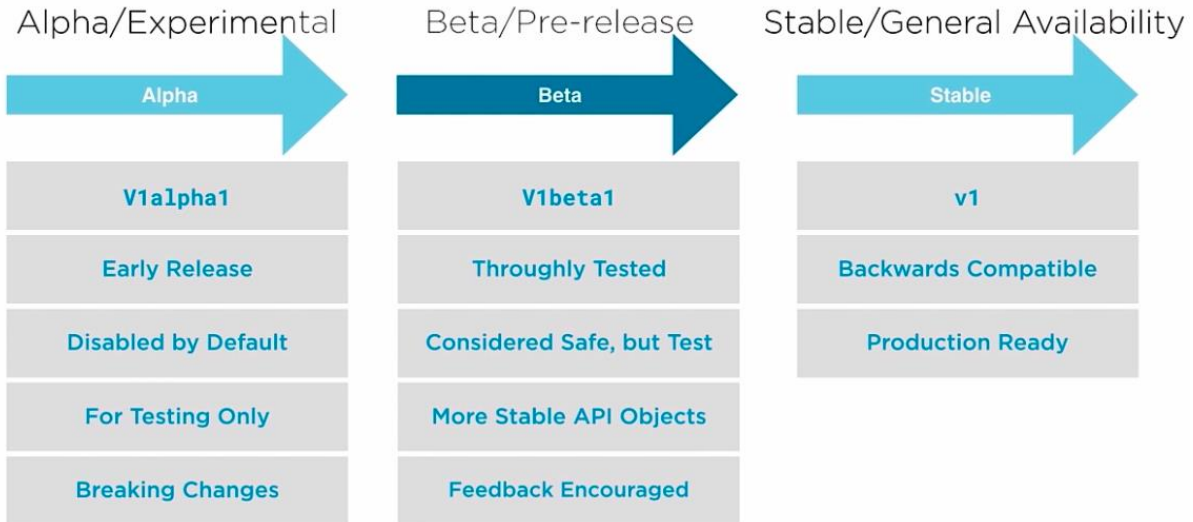 Alpha/Experimental
Alpha
V1alpha1
Early Release
Disabled by Default
For Testing Only
Breaking Changes
Beta/Pre-release
Beta
V1beta1
Throughly Tested
Considered Safe, but Test
More Stable API Objects
Feedback Encouraged
Stable/General Availability
Stable
v1
Backwards Compatible
Production Ready